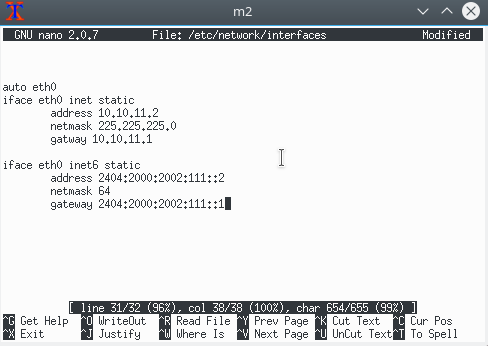 m2
GNU nano 2.0.7 File: /etc/network/interfaces Modified
auto eth0
iface eth0 inet static
address 10.10.11.2
netmask 225.225.225.0
gatway 10.10.11.1
iface eth0 inet6 static
address 2404:2000:2002:111::2
netmask 64
gateway 2404:2000:2002:111::1
[ line 31/32 (96%), col 38/38 (100%), char 654/655 (99%) ]
^G Get Help ^O WriteOut ^R Read File ^Y Prev Page ^K Cut Text ^C Cur Pos
^X Exit ^J Justify ^W Where Is ^V Next Page ^U UnCut Text ^T To Spell